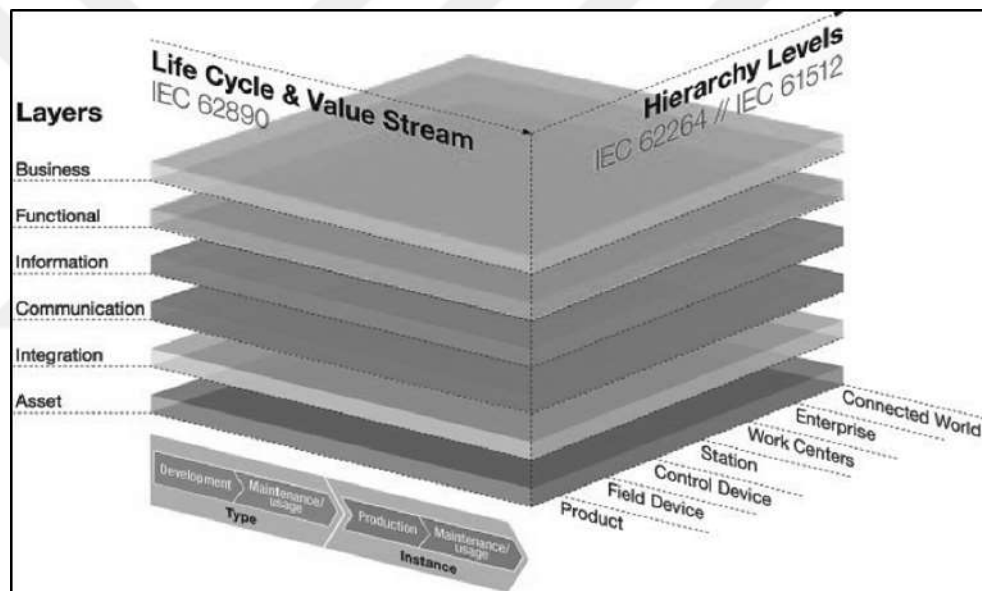 Life Cycle & Value Stream
IEC 62890
Hierarchy Levels
IEC 62264 // IEC 61512
Layers
Business
Functional
Information
Communication
Integration
Asset
Development
Maintenance/
usage
Type
Production
Maintenance/
usage
Instance
Connected World
Enterprise
Work Centers
Station
Control Device
Field Device
Product